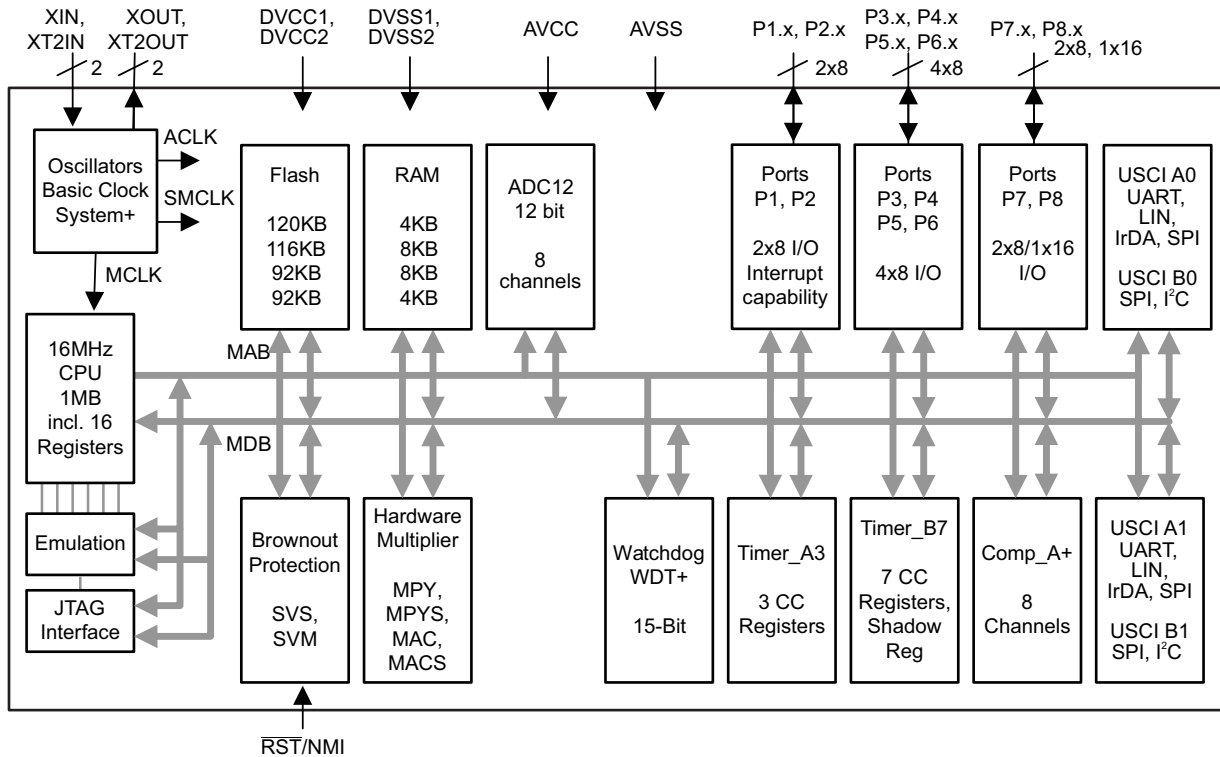 XIN,
XT2IN
2
XOUT,
XT2OUT
2
DVCC1,
DVCC2
DVSS1,
DVSS2
AVCC
AVSS
P1.x, P2.x
2x8
P3.x, P4.x
P5.x, P6.x
4x8
P7.x, P8.x
2x8, 1x16
Oscillators
Basic Clock
System+
ACLK
SMCLK
MCLK
Flash
120KB
116KB
92KB
92KB
RAM
4KB
8KB
8KB
4KB
ADC12
12 bit
8
channels
Ports
P1, P2
2x8 I/O
Interrupt
capability
Ports
P3, P4
P5, P6
4x8 I/O
Ports
P7, P8
2x8/1x16
I/O
USCI A0
UART,
LIN,
IrDA, SPI
USCI B0
SPI, I²C
16MHz
CPU
1MB
incl. 16
Registers
MAB
MDB
Emulation
JTAG
Interface
Brownout
Protection
SVS,
SVM
Hardware
Multiplier
MPY,
MPYS,
MAC,
MACS
Watchdog
WDT+
15-Bit
Timer_A3
3 CC
Registers
Timer_B7
7 CC
Registers,
Shadow
Reg
Comp_A+
8
Channels
USCI A1
UART,
LIN,
IrDA, SPI
USCI B1
SPI, I²C
RST/NMI